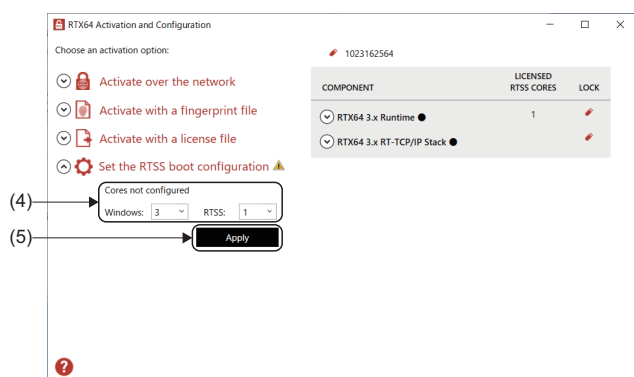 RTX64 Activation and Configuration
Choose an activation option:
Activate over the network
Activate with a fingerprint file
Activate with a license file
Set the RTSS boot configuration
(4)
Cores not configured
Windows: 3 RTSS: 1
(5)
Apply
1023162564
COMPONENT LICENSED RTSS CORES LOCK
RTX64 3.x Runtime 1
RTX64 3.x RT-TCP/IP Stack
?